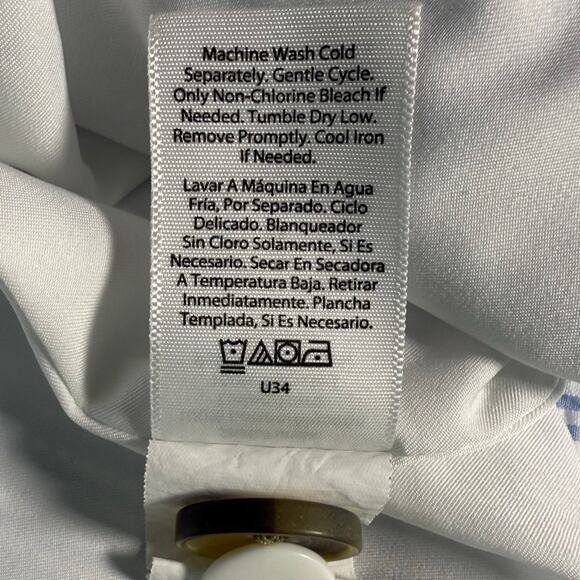 Machine Wash Cold
Separately. Gentle Cycle.
Only Non-Chlorine Bleach If
Needed. Tumble Dry Low.
Remove Promptly. Cool Iron
If Needed.
Lavar A Máquina En Agua
Fría, Por Separado. Ciclo
Delicado. Blanqueador
Sin Cloro Solamente, Si Es
Necesario. Secar En Secadora
A Temperatura Baja. Retirar
Inmediatamente. Plancha
Templada, Si Es Necesario.
U34